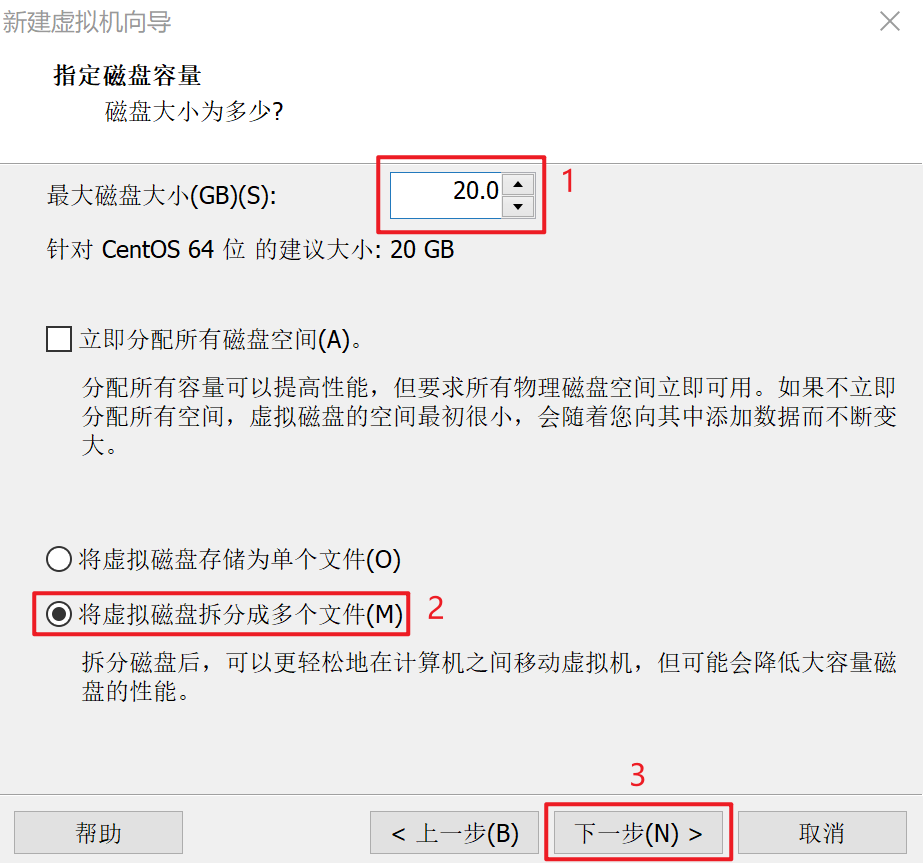 新建虚拟机向导
指定磁盘容量
磁盘大小为多少?
最大磁盘大小(GB)(S):
20.0
1
针对 CentOS 64 位 的建议大小: 20 GB
立即分配所有磁盘空间(A)。
分配所有容量可以提高性能，但要求所有物理磁盘空间立即可用。如果不立即
分配所有空间，虚拟磁盘的空间最初很小，会随着您向其中添加数据而不断变
大。
将虚拟磁盘存储为单个文件(O)
将虚拟磁盘拆分成多个文件(M)
2
拆分磁盘后，可以更轻松地在计算机之间移动虚拟机，但可能会降低大容量磁
盘的性能。
3
帮助
< 上一步(B)
下一步(N) >
取消